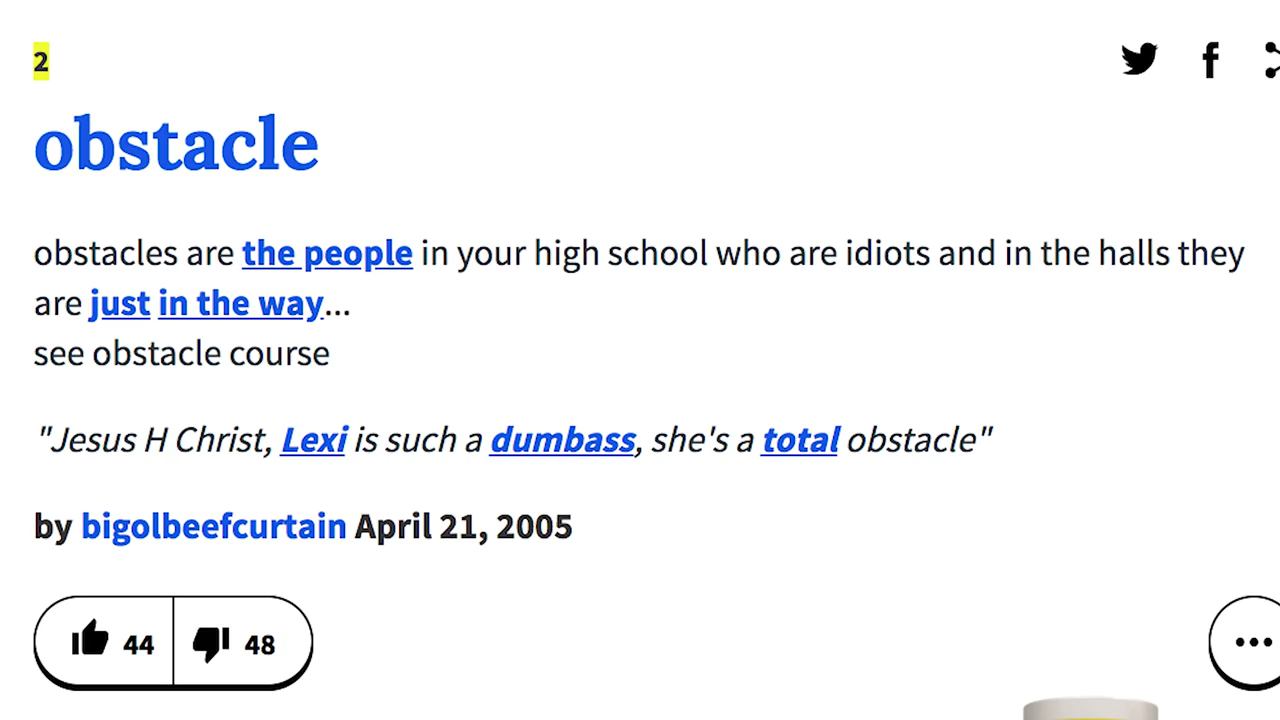 2
obstacle
obstacles are the people in your high school who are idiots and in the halls they
are just in the way...
see obstacle course
"Jesus H Christ, Lexi is such a dumbass, she's a total obstacle"
by bigolbeefcurtain April 21, 2005
44 48